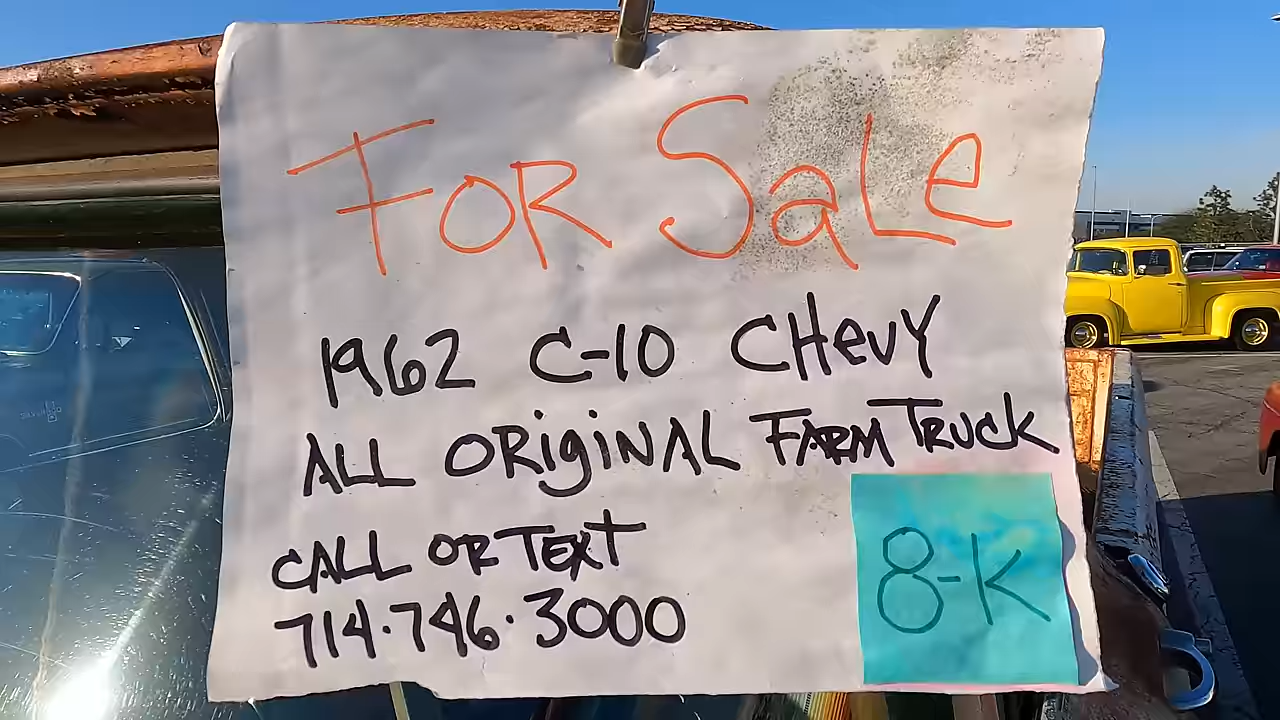 FOR SaLe
1962 C-10 CHevY
ALL ORigiNAL FARM TRUCK
CALL OR TEXT
714·746·3000
8-K